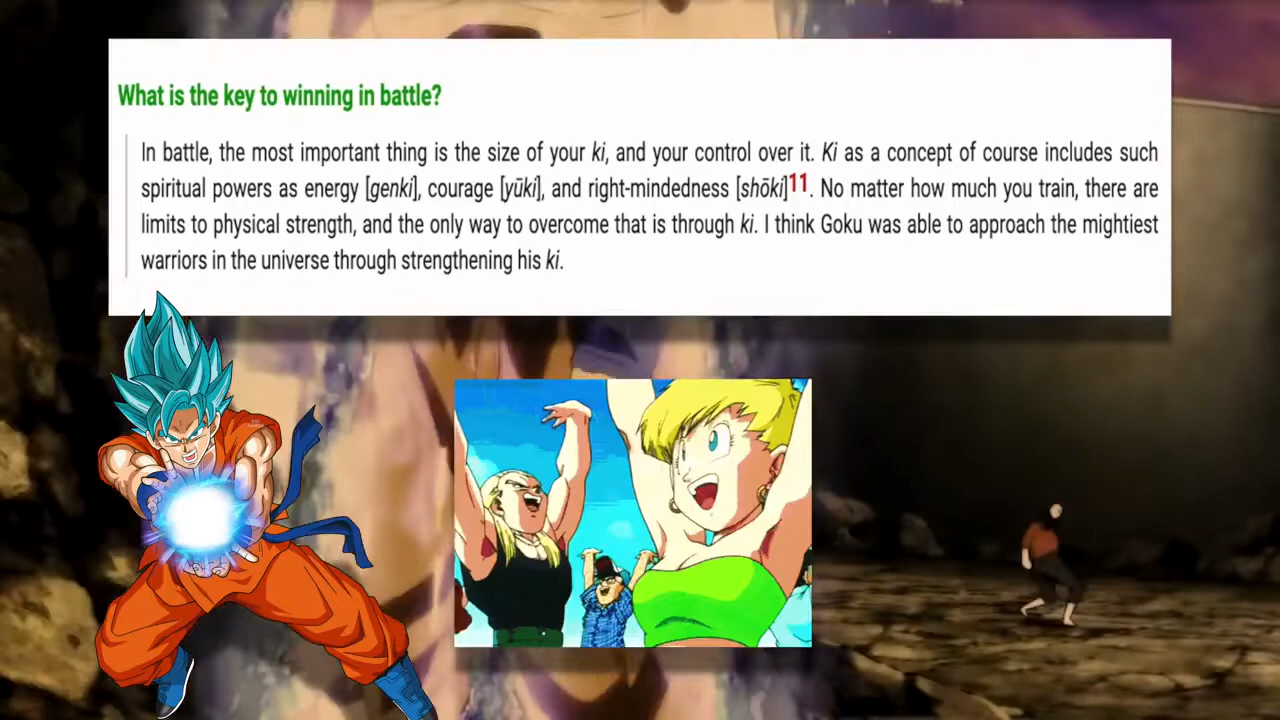 What is the key to winning in battle?
In battle, the most important thing is the size of your ki, and your control over it. Ki as a concept of course includes such
spiritual powers as energy [genki], courage [yūki], and right-mindedness [shōki]11. No matter how much you train, there are
limits to physical strength, and the only way to overcome that is through ki. I think Goku was able to approach the mightiest
warriors in the universe through strengthening his ki.